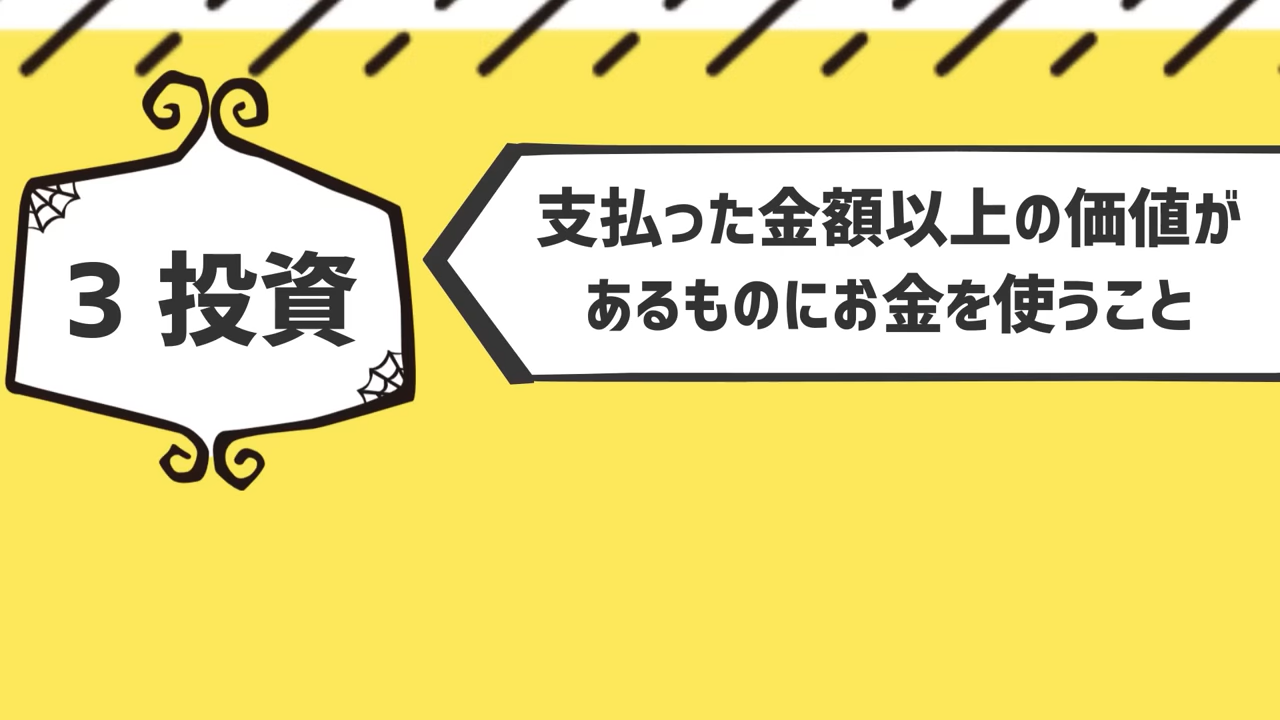 3 投資
支払った金額以上の価値が
あるものにお金を使うこと